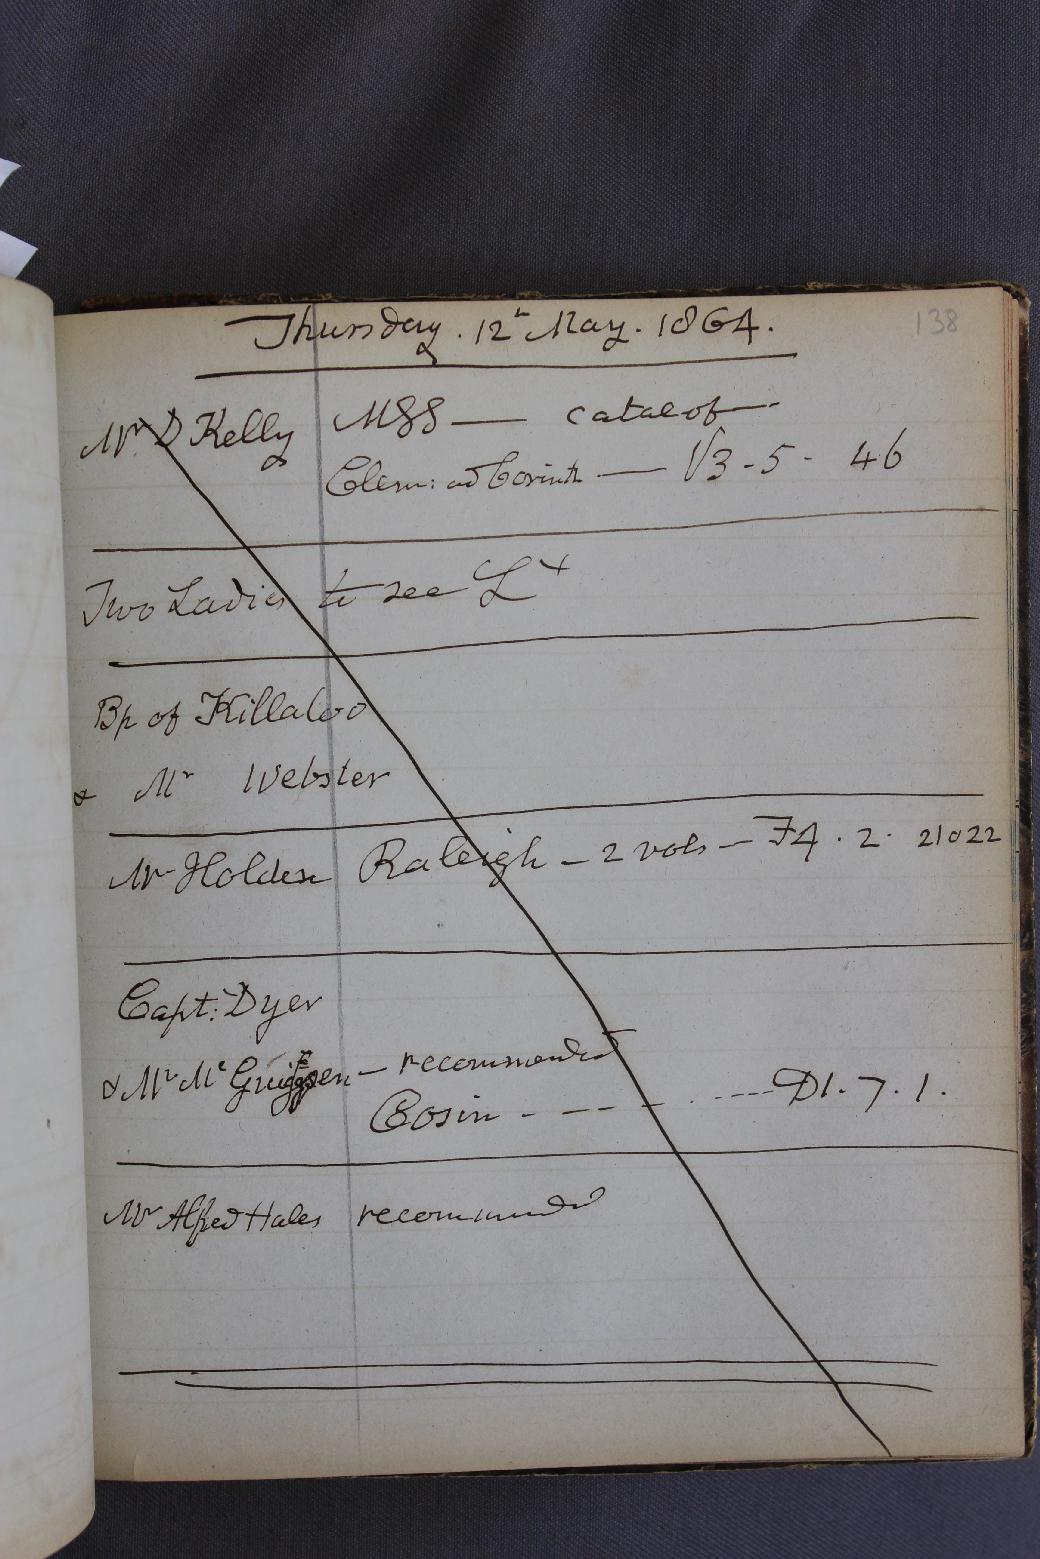 138
Thursday. 12th May. 1864.
Mr D Kelly MSS — catal of —
Clem: ad Corinth — V3-5- 46
Two Ladies to see Ly
Bp of Killaloo
& Mr Webster
Mr Holden Raleigh - 2 vols - F4. 2. 21022
Capt: Dyer
& Mr Mc - recommended
Cosin - - - - - - - D1. 7. 1.
Mr Alfred Hales recommended